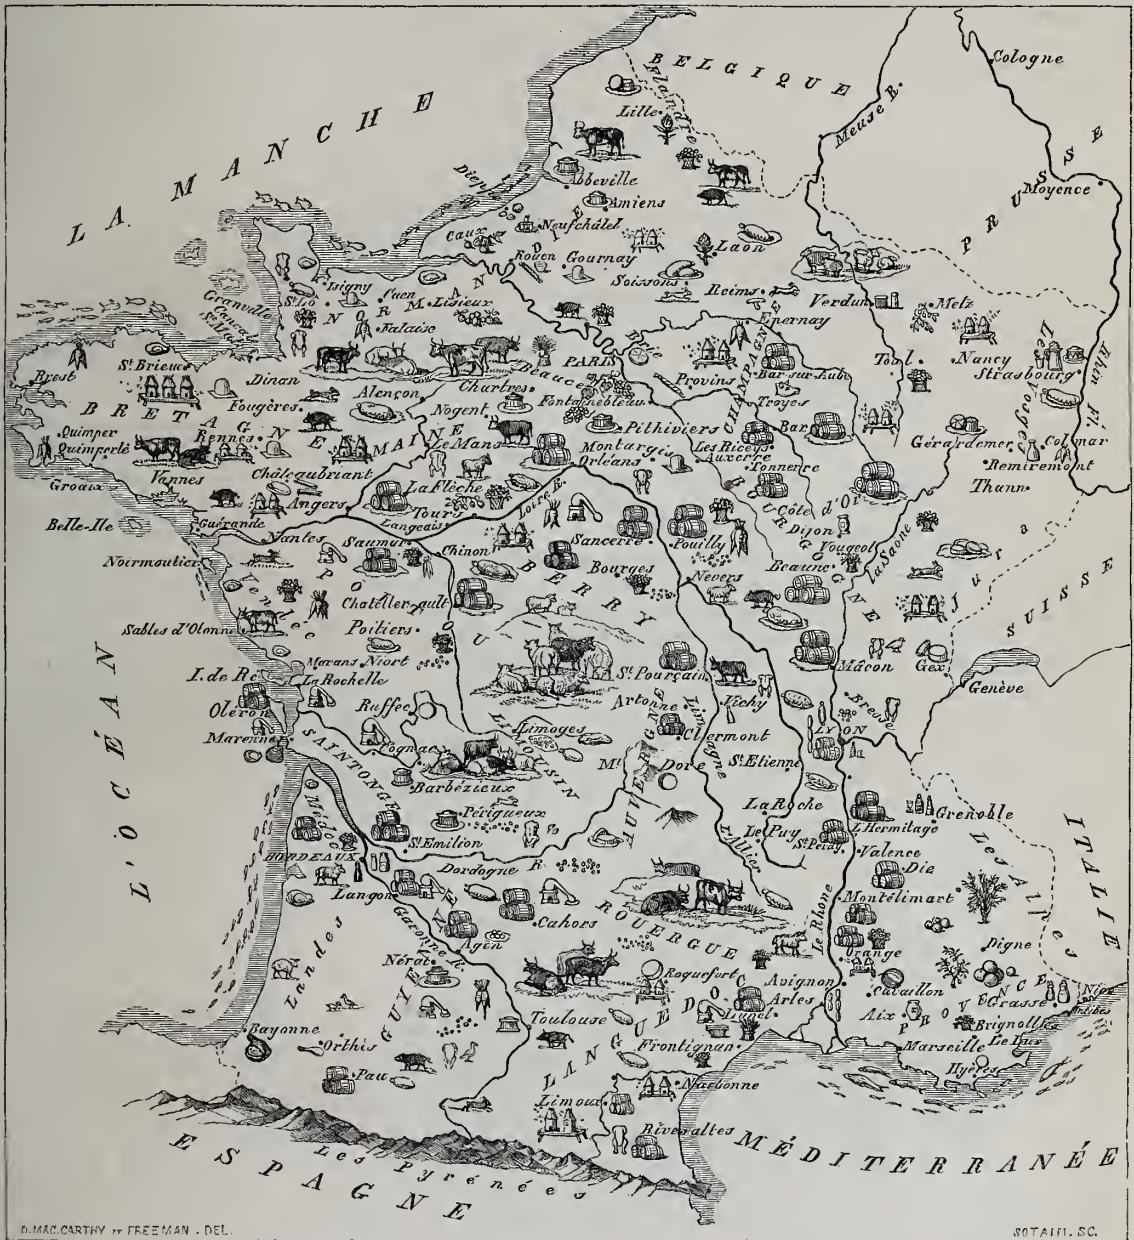 LA MANCHE
BELGIQUE
Cologne
Meuse R.
Flandre
Lille
PRUSSE
Moyence
Abbeville
Amiens
Caux
Neufchâtel
Laon
Rouen
Gournay
Soissons
Reims
Verdun
Metz
Isigny
St Lô
Caen
Lisieux
Granville
NORMANDIE
Falaise
Epernay
PARIS
Brie
Toul
Nancy
Strasbourg
Les Vosges
Rhin Fl.
Brest
St. Brieuc
Dinan
Alençon
Chartres
Beauce
Fontainebleau
Provins
CHAMPAGNE
Bar-sur-Aube
Troyes
BRETAGNE
Fougères
Nogent
Pithiviers
Les Riceys
Bar
Gérardmer
Colmar
Quimper
Quimperlé
Rennes
MAINE
Le Mans
Montargis
Orléans
Auxerre
Tonnerre
Remiremont
Thann
Groaix
Vannes
Châteaubriant
La Flèche
Côte d'Or
Belle-Ile
Guérande
Angers
Tours
Langeais
Loire R.
Sancerre
Pouilly
Dijon
Vougeot
La Saone
Jura
Noirmoutier
Nantes
Saumur
Chinon
BERRY
Bourges
Nevers
Beaune
BOURGOGNE
SUISSE
Vendée
POITOU
Châtellerault
Sables d'Olonne
Poitiers
Marans
Niort
St. Pourçain
Mâcon
Gex
Genève
I. de Ré
La Rochelle
L'OCÉAN
Oléron
Ruffec
Artonne
Limagne
Vichy
Bresse
Marennes
SAINTONGE
Cognac
Limoges
LIMOUSIN
Clermont
LYON
Mt. Dore
St Etienne
AUVERGNE
Barbézieux
Périgueux
La Roche
Le Puy
St Péray
L'Hermitage
Grenoble
Les Alpes
ITALIE
Médoc
St. Emilion
L'Allier
Valence
BORDEAUX
Dordogne R.
Die
Langon
Montélimart
Cahors
ROUERGUE
Le Rhone
Garonne R.
Agen
Orange
Digne
Landes
Nérac
GUYENNE
Roquefort
Avignon
Cavaillon
PROVENCE
Grasse
Nice
Antibes
Arles
Lunel
Aix
Brignolles
Le Luc
Bayonne
Orthès
Toulouse
LANGUEDOC
Frontignan
Marseille
Hyères
Pau
Narbonne
Limoux
Rivesaltes
MÉDITERRANÉE
Les Pyrénées
ESPAGNE
D. MAC. CARTHY ET FREEMAN . DEL.
SOTAIN. SC.